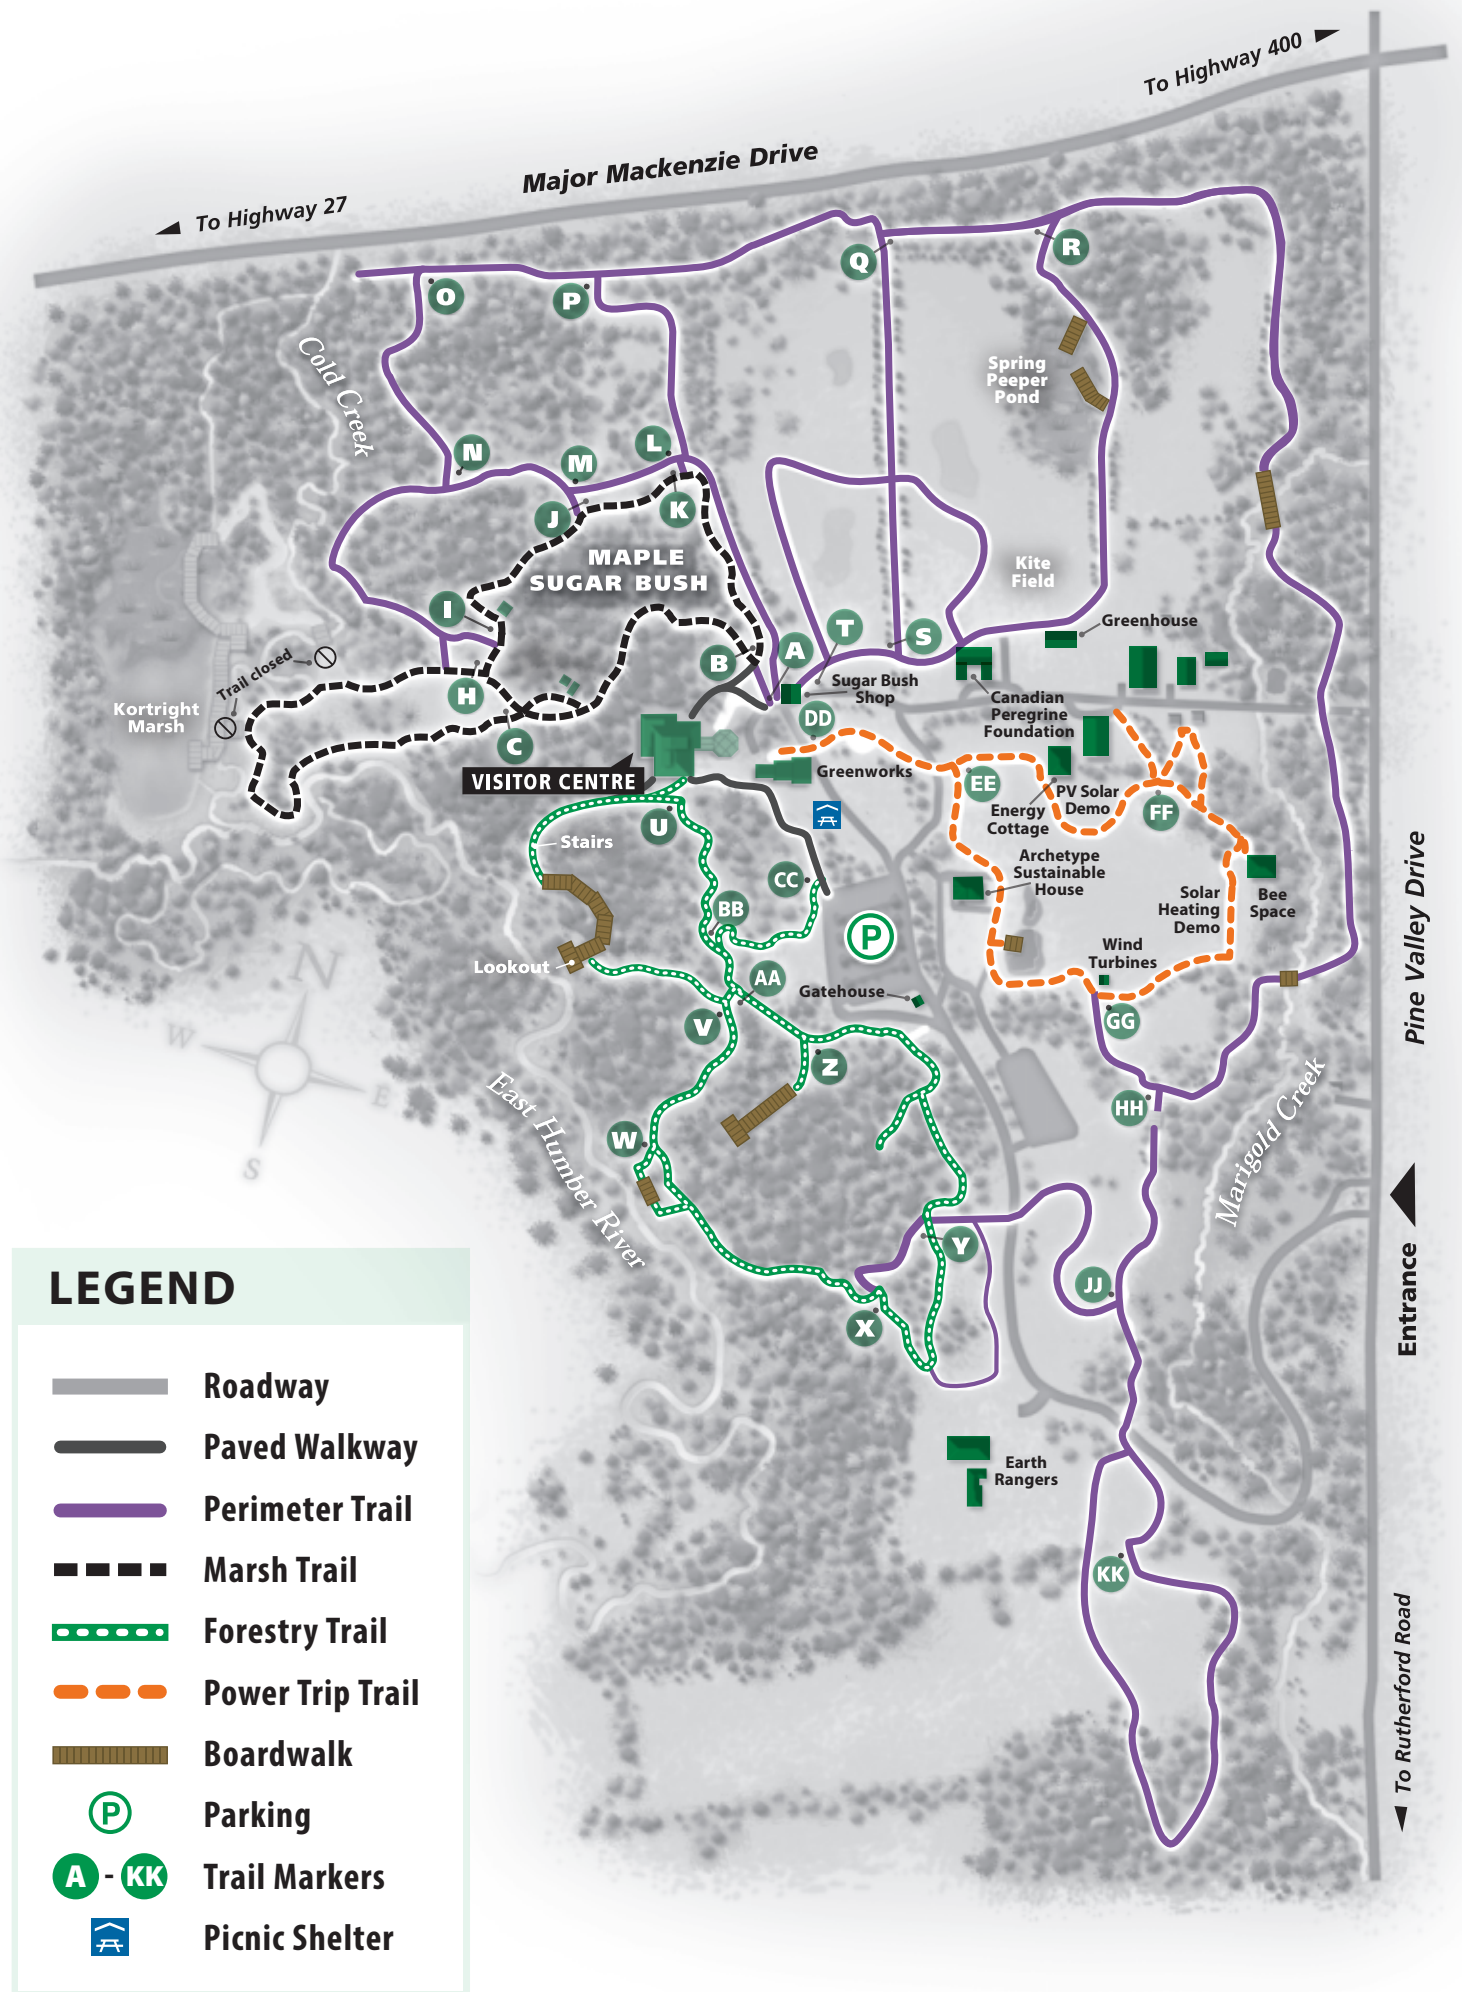 To Highway 400
Major Mackenzie Drive
To Highway 27
Q
R
O
P
Cold Creek
Spring
Peeper
Pond
N
M
L
J
K
MAPLE
SUGAR BUSH
Kite
Field
I
T
S
A
B
Greenhouse
Trail closed
H
Sugar Bush
Shop
Canadian
Peregrine
Foundation
Kortright
Marsh
C
DD
VISITOR CENTRE
Greenworks
EE
PV Solar
Demo
Energy
Cottage
FF
U
Stairs
Archetype
Sustainable
House
CC
BB
Solar
Heating
Demo
Bee
Space
P
Wind
Turbines
Lookout
AA
Gatehouse
V
GG
Z
N
W
E
S
HH
W
East Humber River
Marigold Creek
Pine Valley Drive
Y
JJ
X
Entrance
Earth
Rangers
KK
To Rutherford Road
LEGEND
Roadway
Paved Walkway
Perimeter Trail
Marsh Trail
Forestry Trail
Power Trip Trail
Boardwalk
P Parking
A - KK Trail Markers
Picnic Shelter